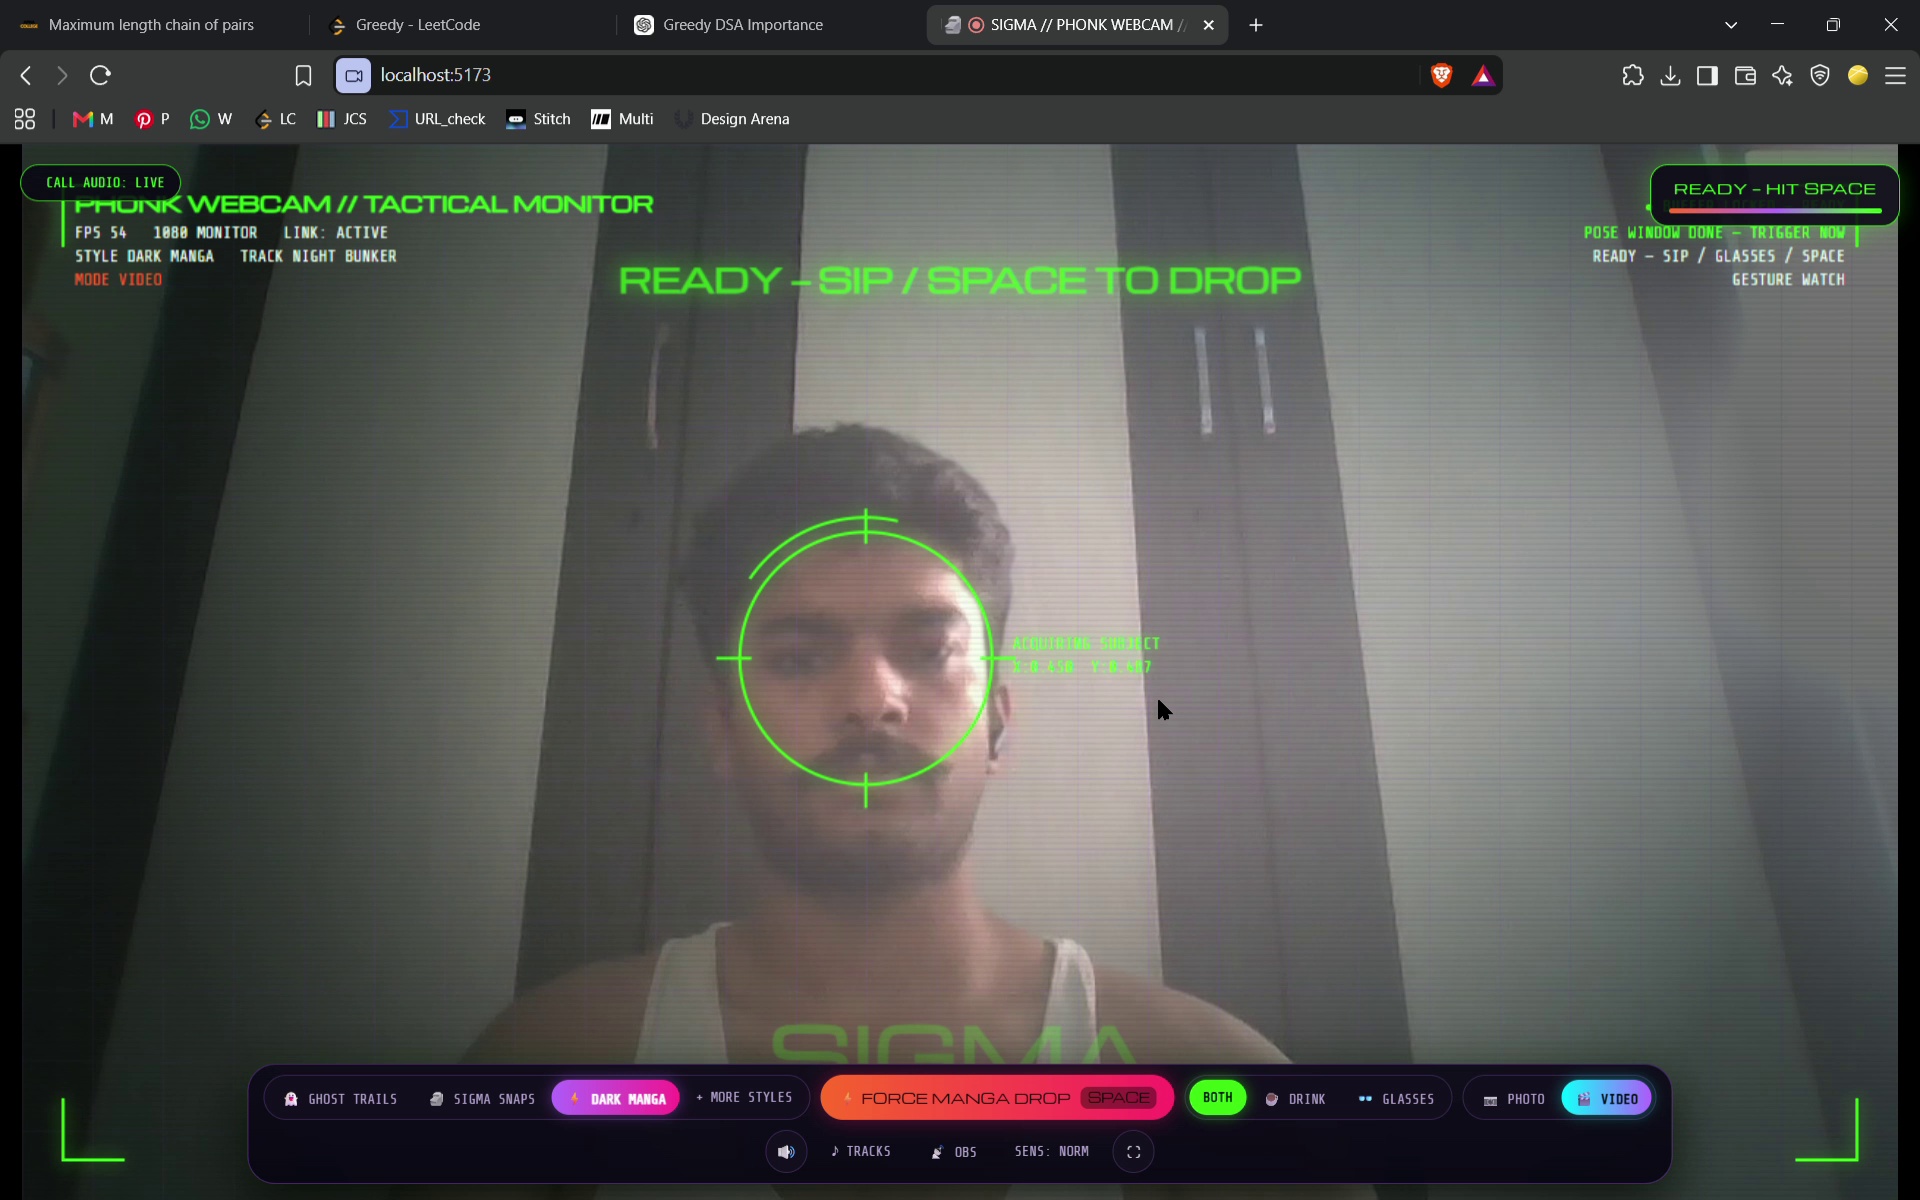 Maximum length chain of pairs
Greedy - LeetCode
Greedy DSA Importance
SIGMA // PHONK WEBCAM //
localhost:5173
M
P
W
LC
JCS
URL_check
Stitch
Multi
Design Arena
CALL AUDIO: LIVE
PHONK WEBCAM // TACTICAL MONITOR
FPS 54 1080 MONITOR LINK: ACTIVE
STYLE DARK MANGA TRACK NIGHT BUNKER
MODE VIDEO
READY - HIT SPACE
POSE WINDOW DONE — TRIGGER NOW
READY — SIP / GLASSES / SPACE
GESTURE WATCH
READY - SIP / SPACE TO DROP
ACQUIRING SUBJECT
SIGMA
GHOST TRAILS
SIGMA SNAPS
DARK MANGA
+ MORE STYLES
FORCE MANGA DROP SPACE
BOTH
DRINK
GLASSES
PHOTO
VIDEO
♪ TRACKS
OBS
SENS: NORM